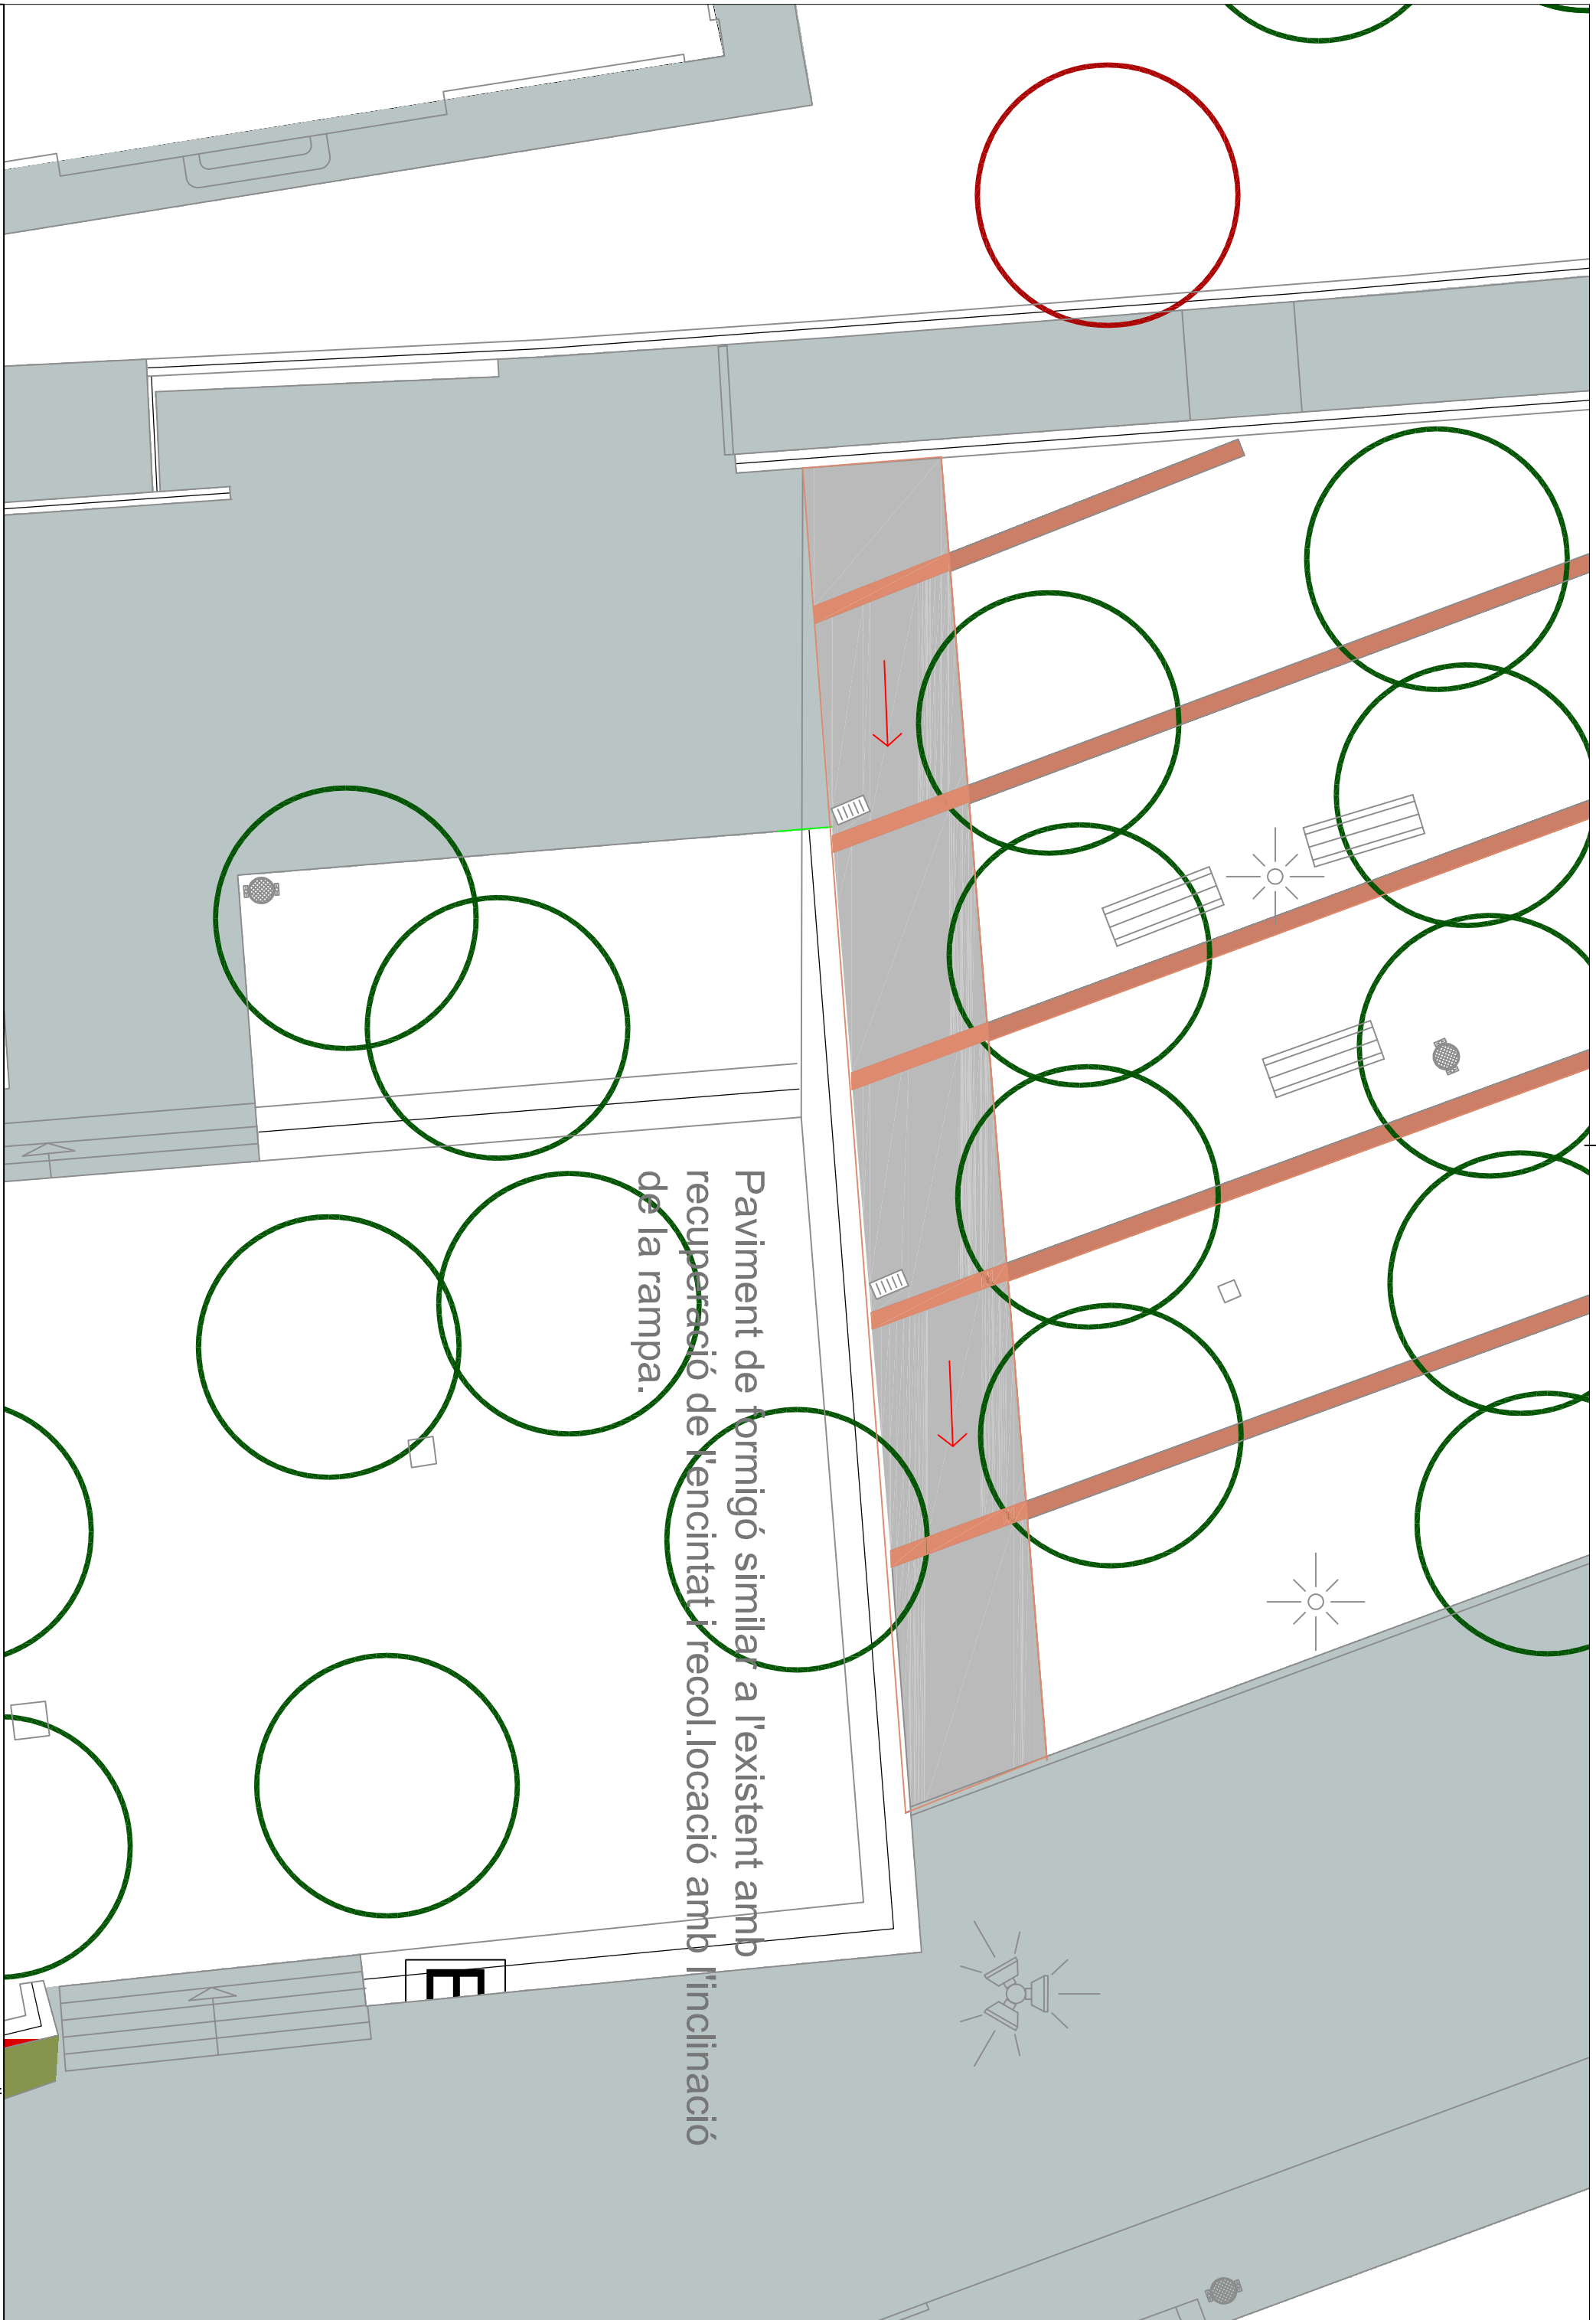 Paviment de formigó similar a l'existent amb
recuperació de l'encintat i recol.locació amb l'inclinació
de la rampa.
E